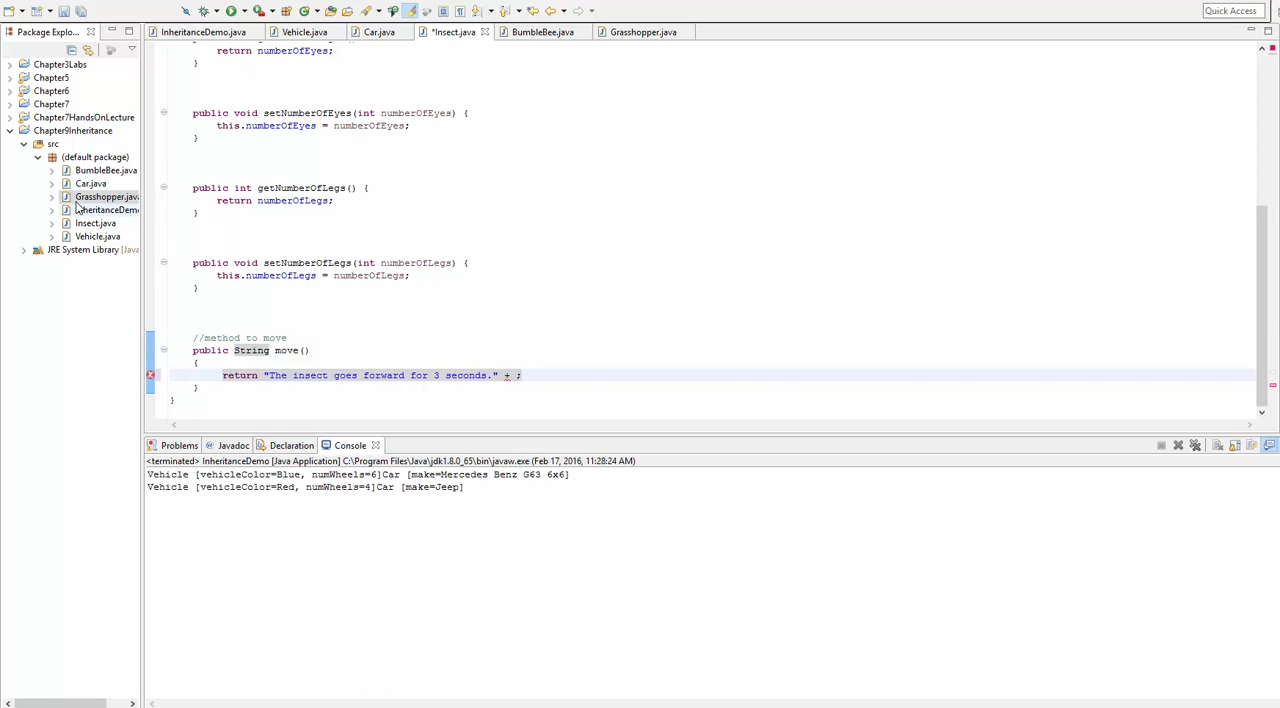 Quick Access
Package Explo...
InheritanceDemo.java
Vehicle.java
Car.java
*Insect.java
BumbleBee.java
Grasshopper.java
Chapter3Labs
Chapter5
Chapter6
Chapter7
Chapter7HandsOnLecture
Chapter9Inheritance
src
(default package)
BumbleBee.java
Car.java
Grasshopper.java
InheritanceDemo
Insect.java
Vehicle.java
JRE System Library [Java
return numberOfEyes;
}
public void setNumberOfEyes(int numberOfEyes) {
this.numberOfEyes = numberOfEyes;
}
public int getNumberOfLegs() {
return numberOfLegs;
}
public void setNumberOfLegs(int numberOfLegs) {
this.numberOfLegs = numberOfLegs;
}
//method to move
public String move()
{
return "The insect goes forward for 3 seconds." + ;
}
}
Problems
Javadoc
Declaration
Console
<terminated> InheritanceDemo [Java Application] C:\Program Files\Java\jdk1.8.0_65\bin\javaw.exe (Feb 17, 2016, 11:28:24 AM)
Vehicle [vehicleColor=Blue, numWheels=6]Car [make=Mercedes Benz G63 6x6]
Vehicle [vehicleColor=Red, numWheels=4]Car [make=Jeep]